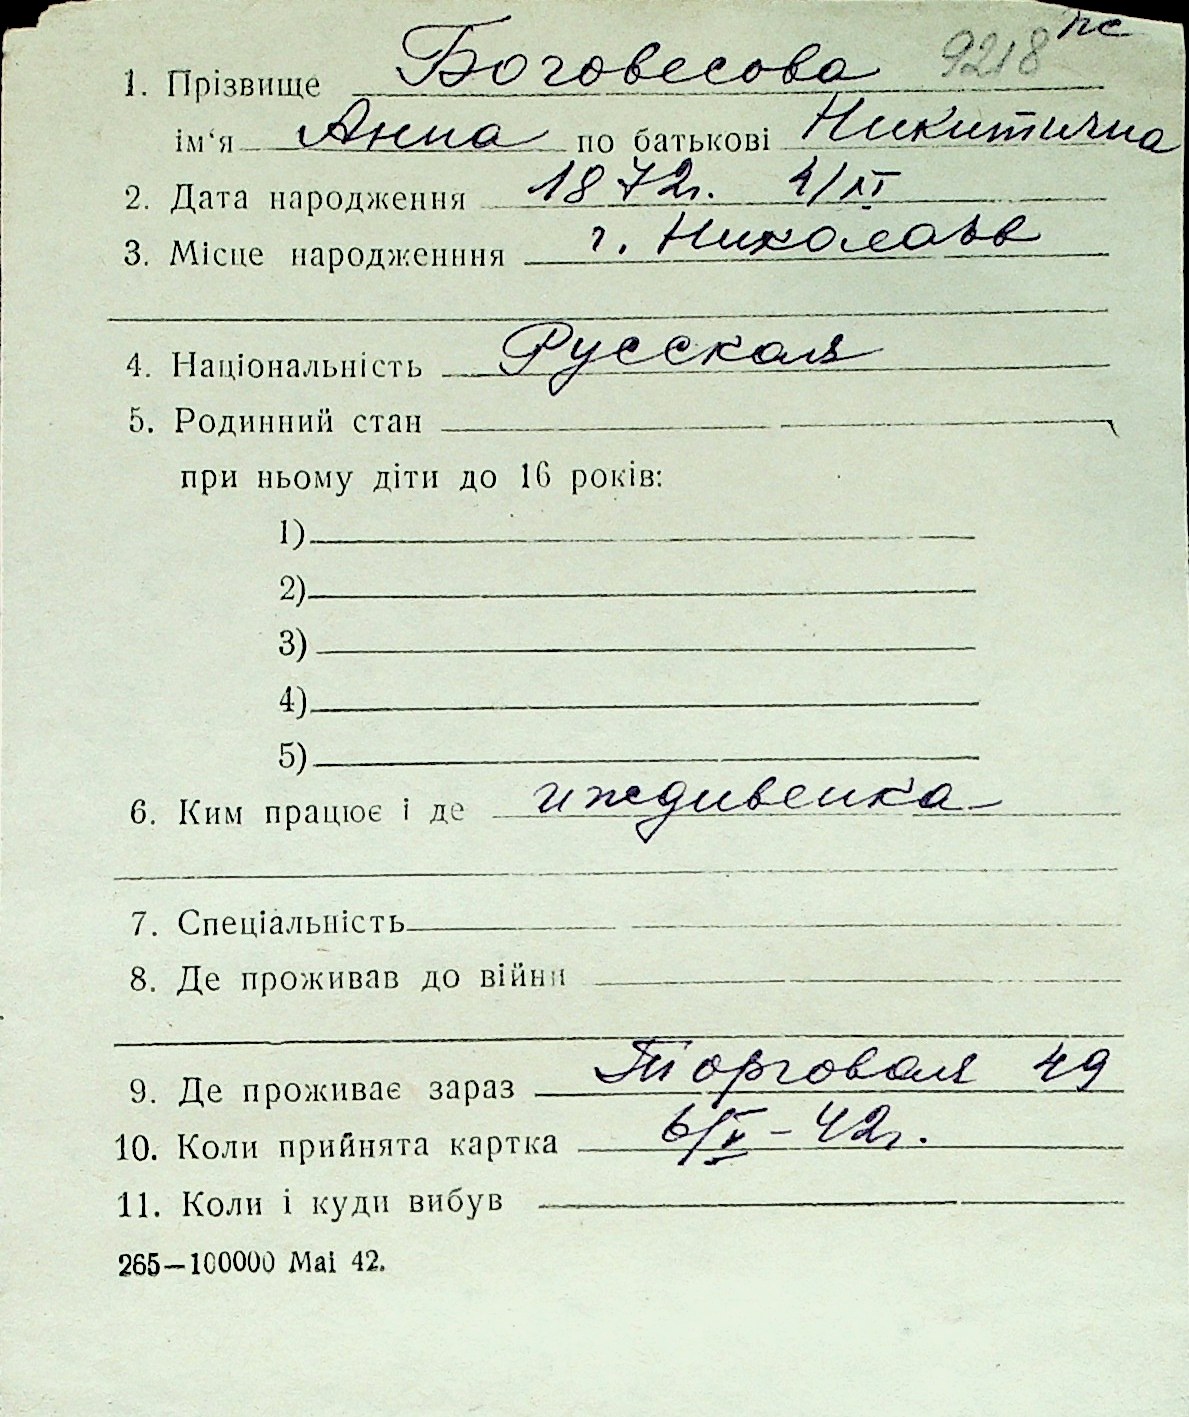 9218 пс
1. Прізвище Боговесова
ім‘я Анна по батькові Никитична
2. Дата народження 1872г. 4/XI
3. Місце народженння г. Николаев
4. Національність Русская
5. Родинний стан
при ньому діти до 16 років:
1)
2)
3)
4)
5)
6. Ким працює і де иждивенка
7. Спеціальність
8. Де проживав до війни
9. Де проживає зараз Торговая 49
10. Коли прийнята картка 6/V – 42г.
11. Коли і куди вибув
265—100000 Маі 42.